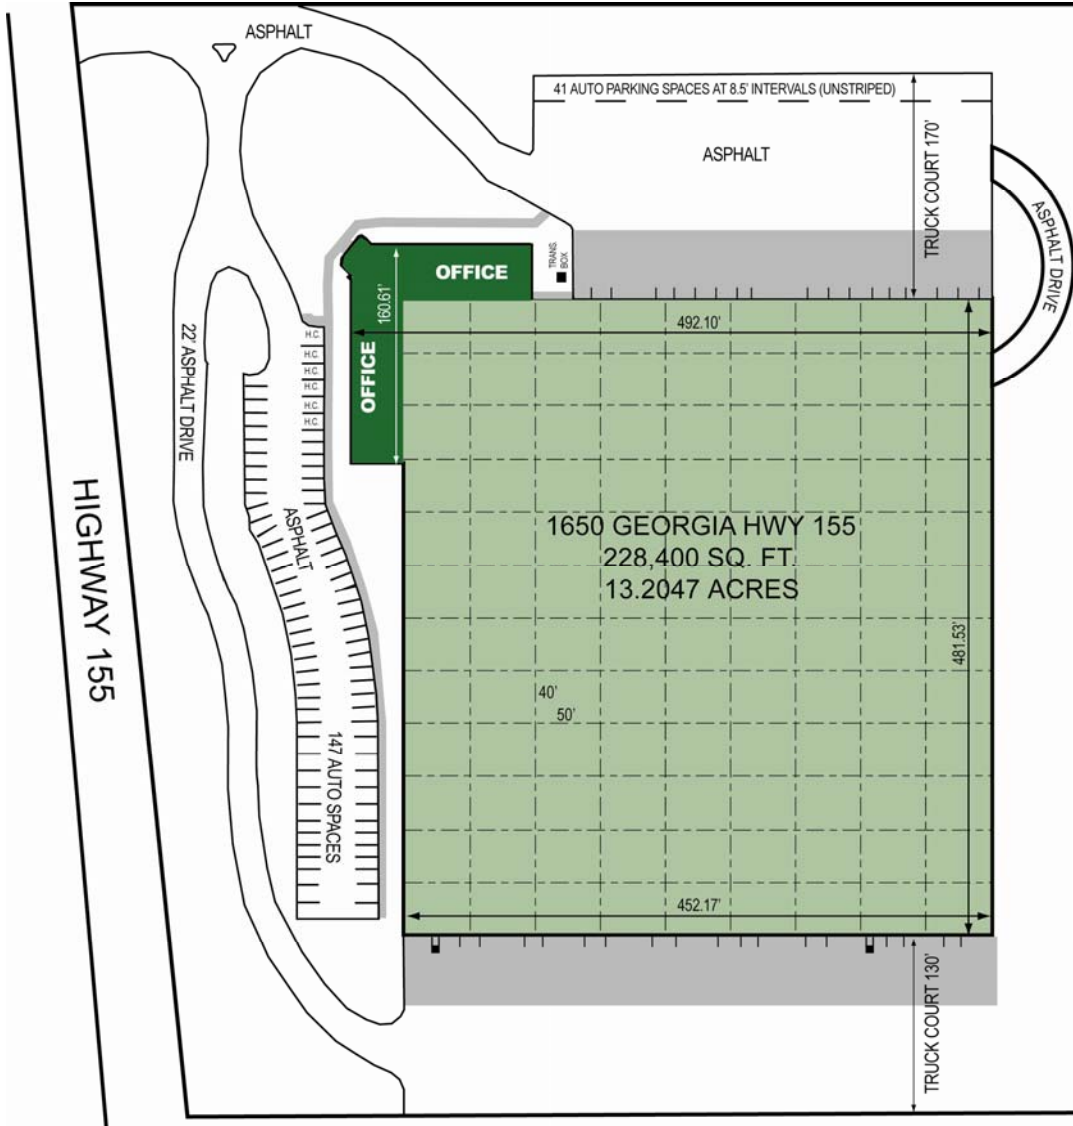 ASPHALT
41 AUTO PARKING SPACES AT 8.5' INTERVALS (UNSTRIPED)
ASPHALT
TRUCK COURT 170'
ASPHALT DRIVE
TRANS.
BOX
OFFICE
160.61'
OFFICE
492.10'
H.C.
H.C.
H.C.
H.C.
H.C.
H.C.
22' ASPHALT DRIVE
ASPHALT
HIGHWAY 155
1650 GEORGIA HWY 155
228,400 SQ. FT.
13.2047 ACRES
481.53'
40'
50'
147 AUTO SPACES
452.17'
TRUCK COURT 130'